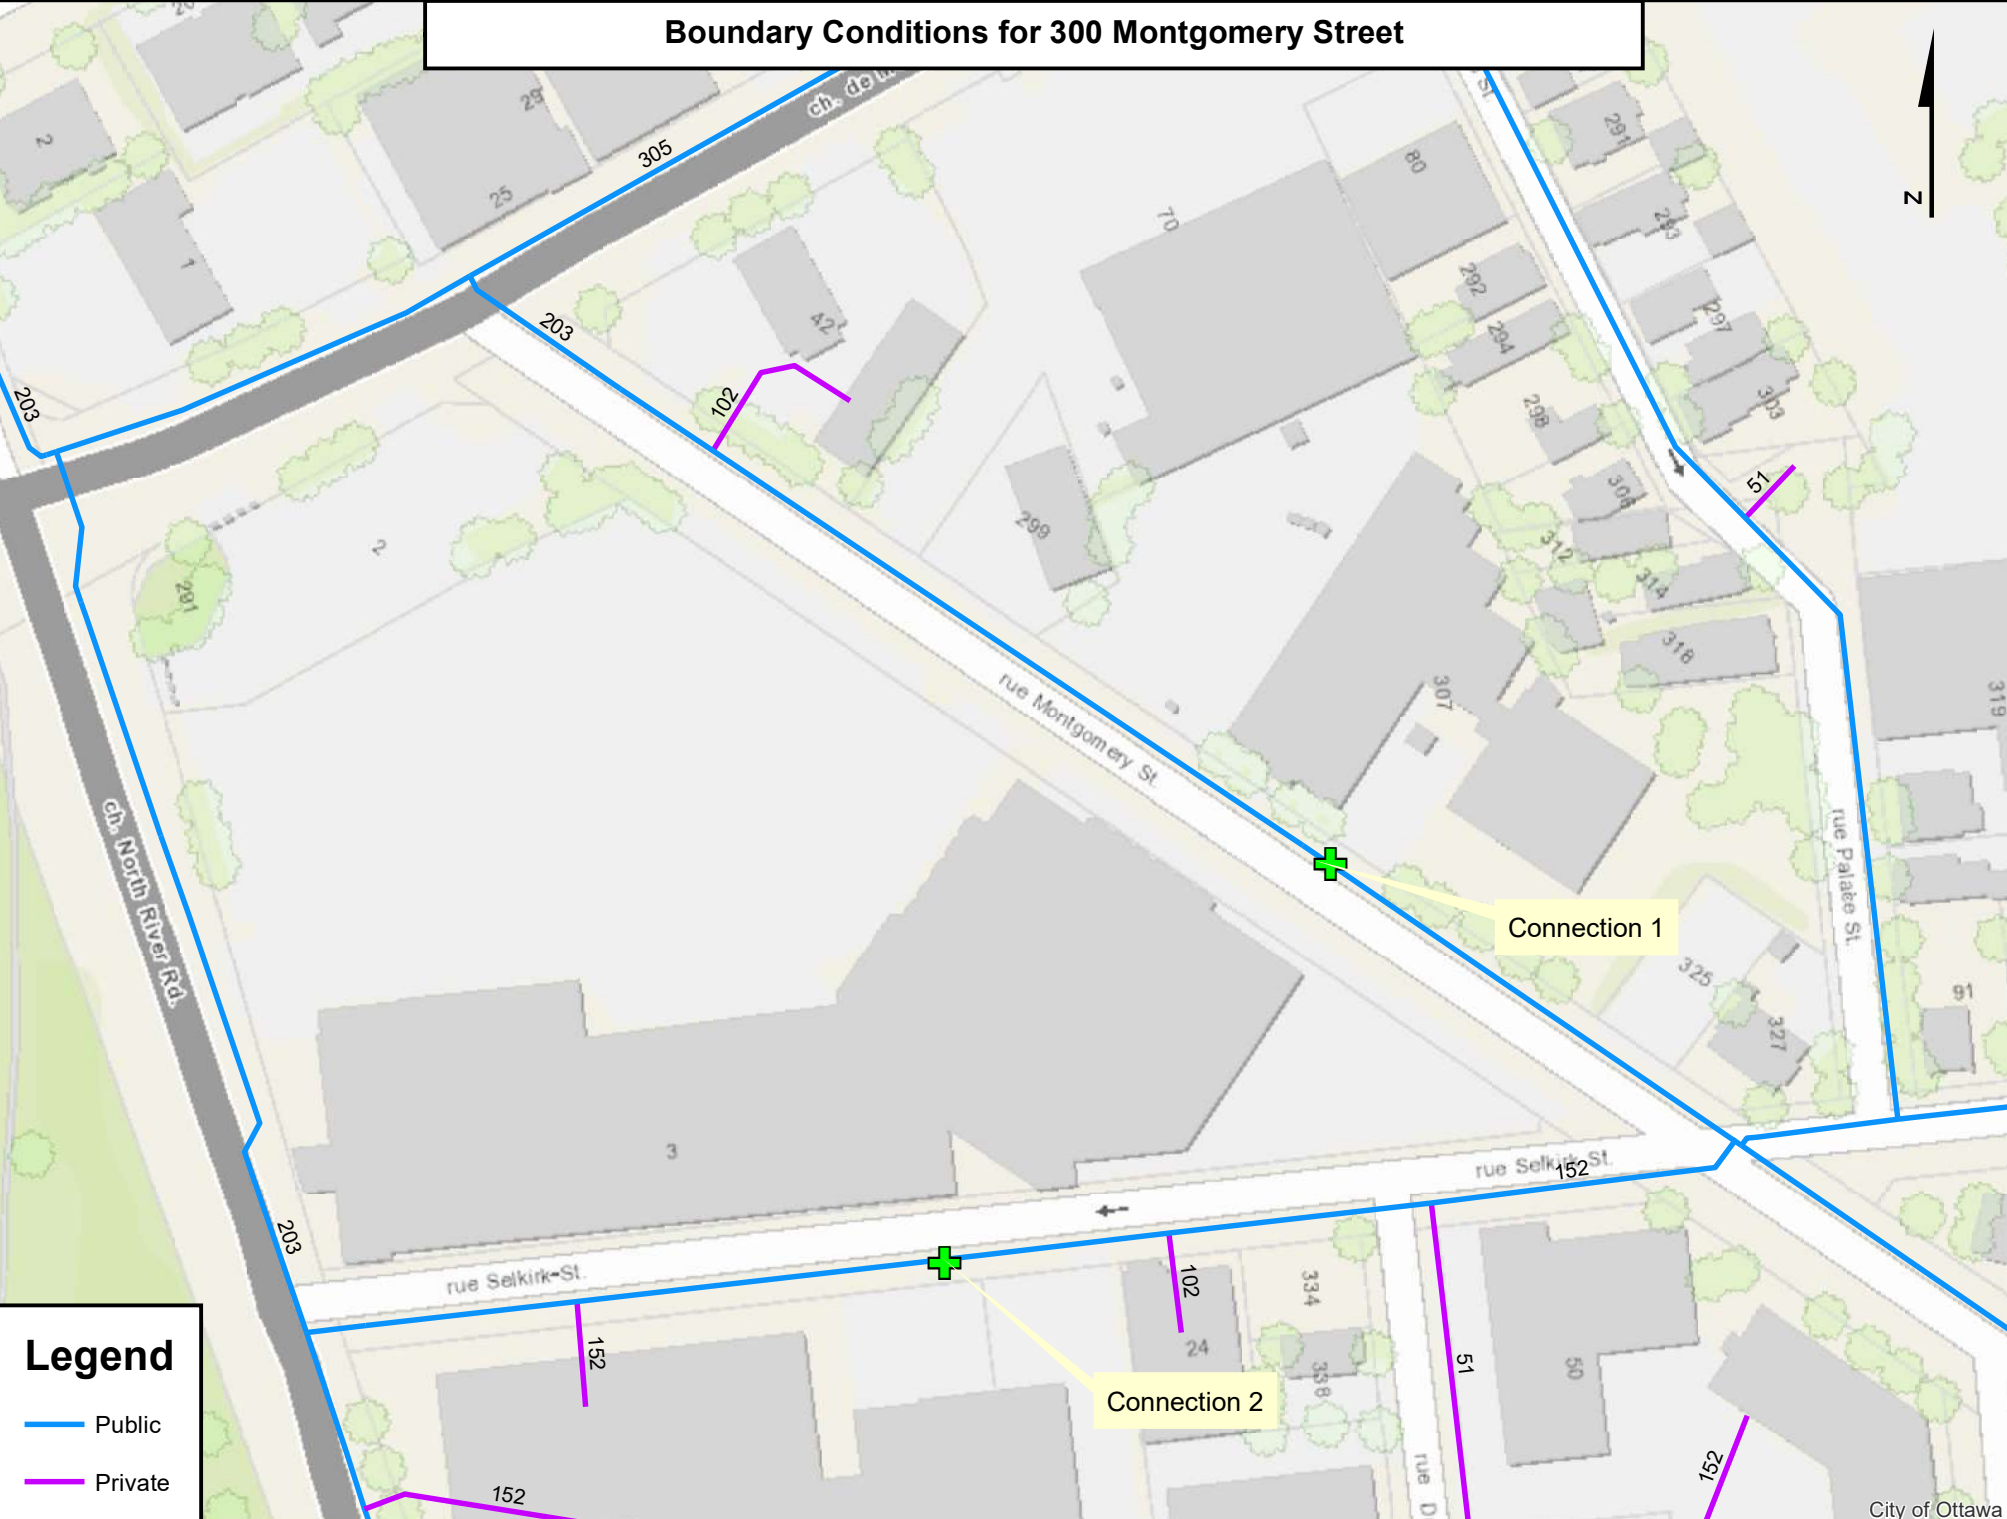 Boundary Conditions for 300 Montgomery Street
ch. de
St.
29
305
25
2
1
80
70
291
293
292
294
297
303
298
42
203
203
102
299
51
306
312
314
318
307
319
2
291
rue Montgomery St.
ch. North River Rd.
rue Palace St.
Connection 1
325
327
91
3
rue Selkirk St.
152
203
rue Selkirk St.
102
334
24
338
152
51
50
Connection 2
Legend
Public
Private
152
152
rue D
N
City of Ottawa